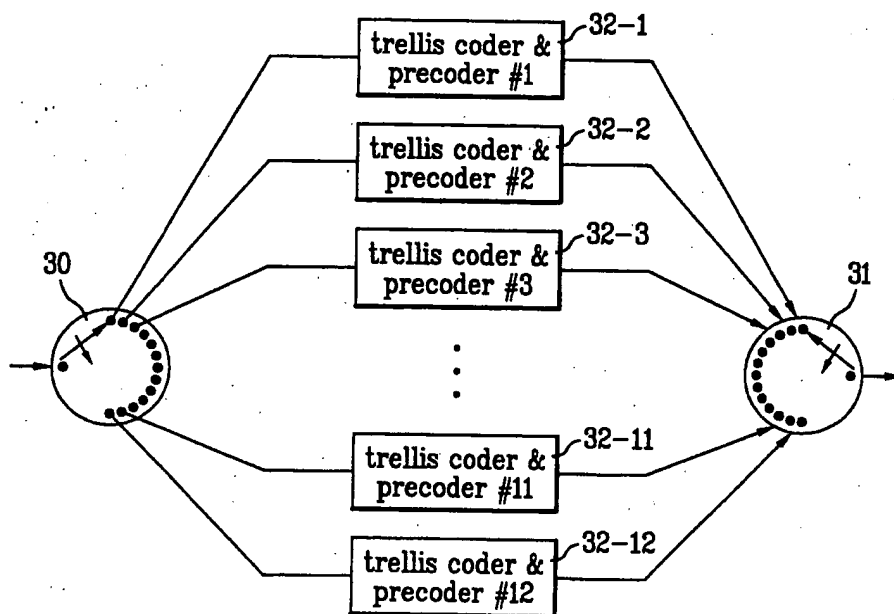 32-1
trellis coder &
precoder #1
32-2
trellis coder &
precoder #2
32-3
trellis coder &
precoder #3
30
31
32-11
trellis coder &
precoder #11
32-12
trellis coder &
precoder #12